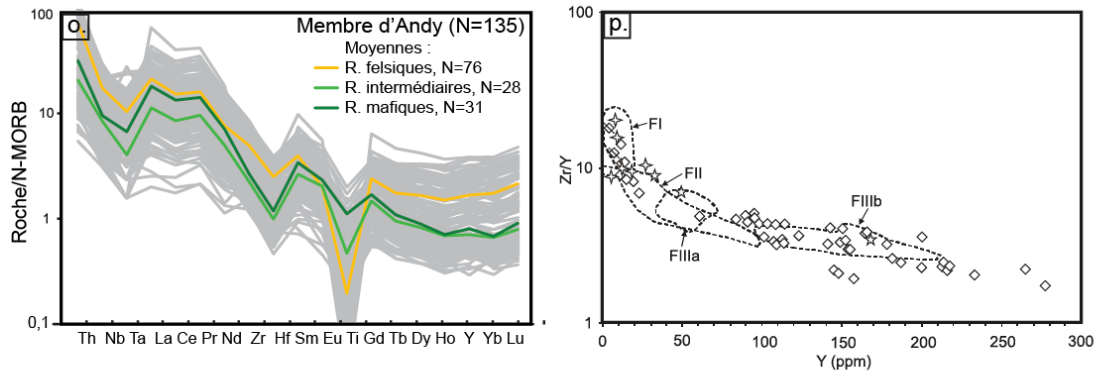 o.
Membre d'Andy (N=135)
Moyennes :
R. felsiques, N=76
R. intermédiaires, N=28
R. mafiques, N=31
Roche/N-MORB
100
10
1
0,1
Th Nb Ta La Ce Pr Nd Zr Hf Sm Eu Ti Gd Tb Dy Ho Y Yb Lu
p.
FI
FII
FIIIa
FIIIb
Zr/Y
100
10
1
0 50 100 150 200 250 300
Y (ppm)